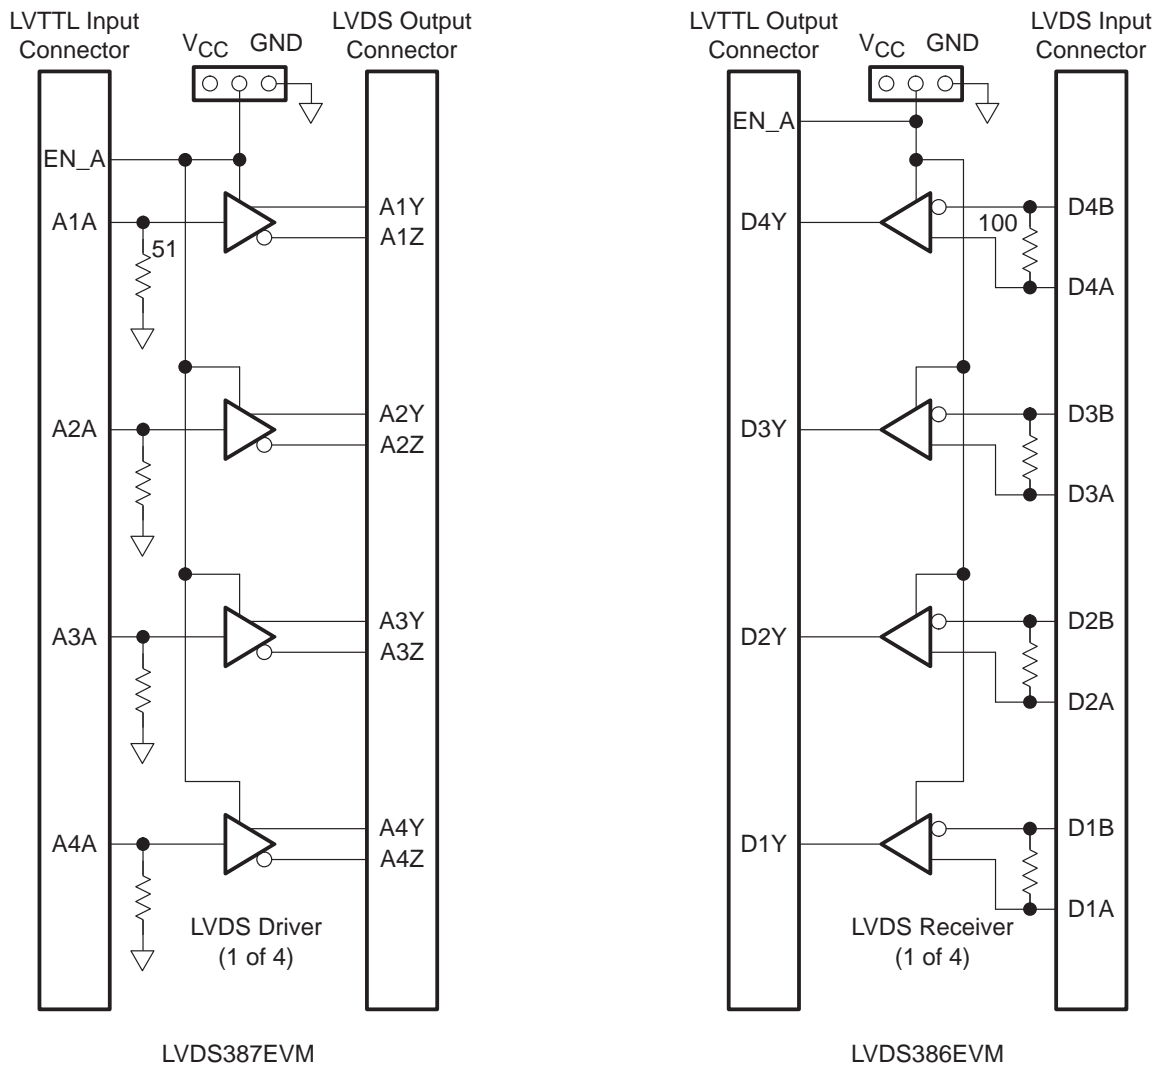 LVTTL Input
Connector
VCC GND
LVDS Output
Connector
EN_A
A1A
51
A1Y
A1Z
A2A
A2Y
A2Z
A3A
A3Y
A3Z
A4A
A4Y
A4Z
LVDS Driver
(1 of 4)
LVDS387EVM
LVTTL Output
Connector
VCC GND
LVDS Input
Connector
EN_A
D4Y
100
D4B
D4A
D3Y
D3B
D3A
D2Y
D2B
D2A
D1Y
D1B
D1A
LVDS Receiver
(1 of 4)
LVDS386EVM